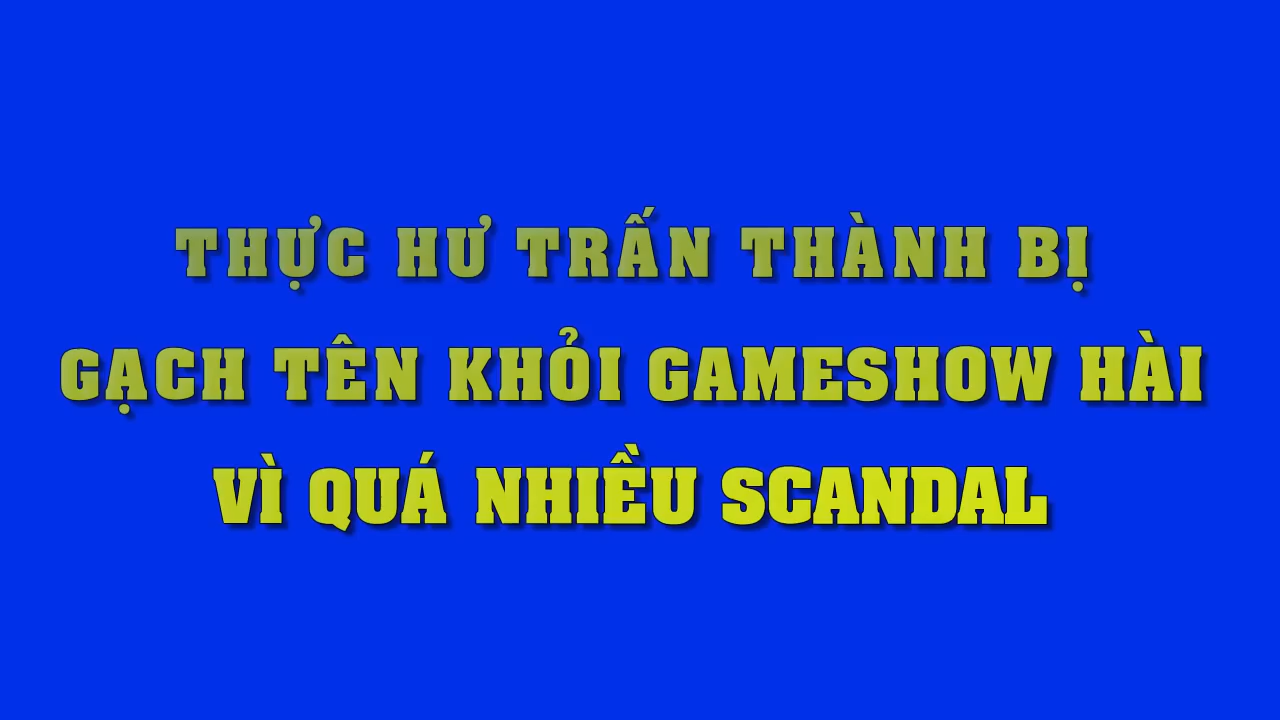 THỰC HƯ TRẤN THÀNH BỊ
GẠCH TÊN KHỎI GAMESHOW HÀI
VÌ QUÁ NHIỀU SCANDAL